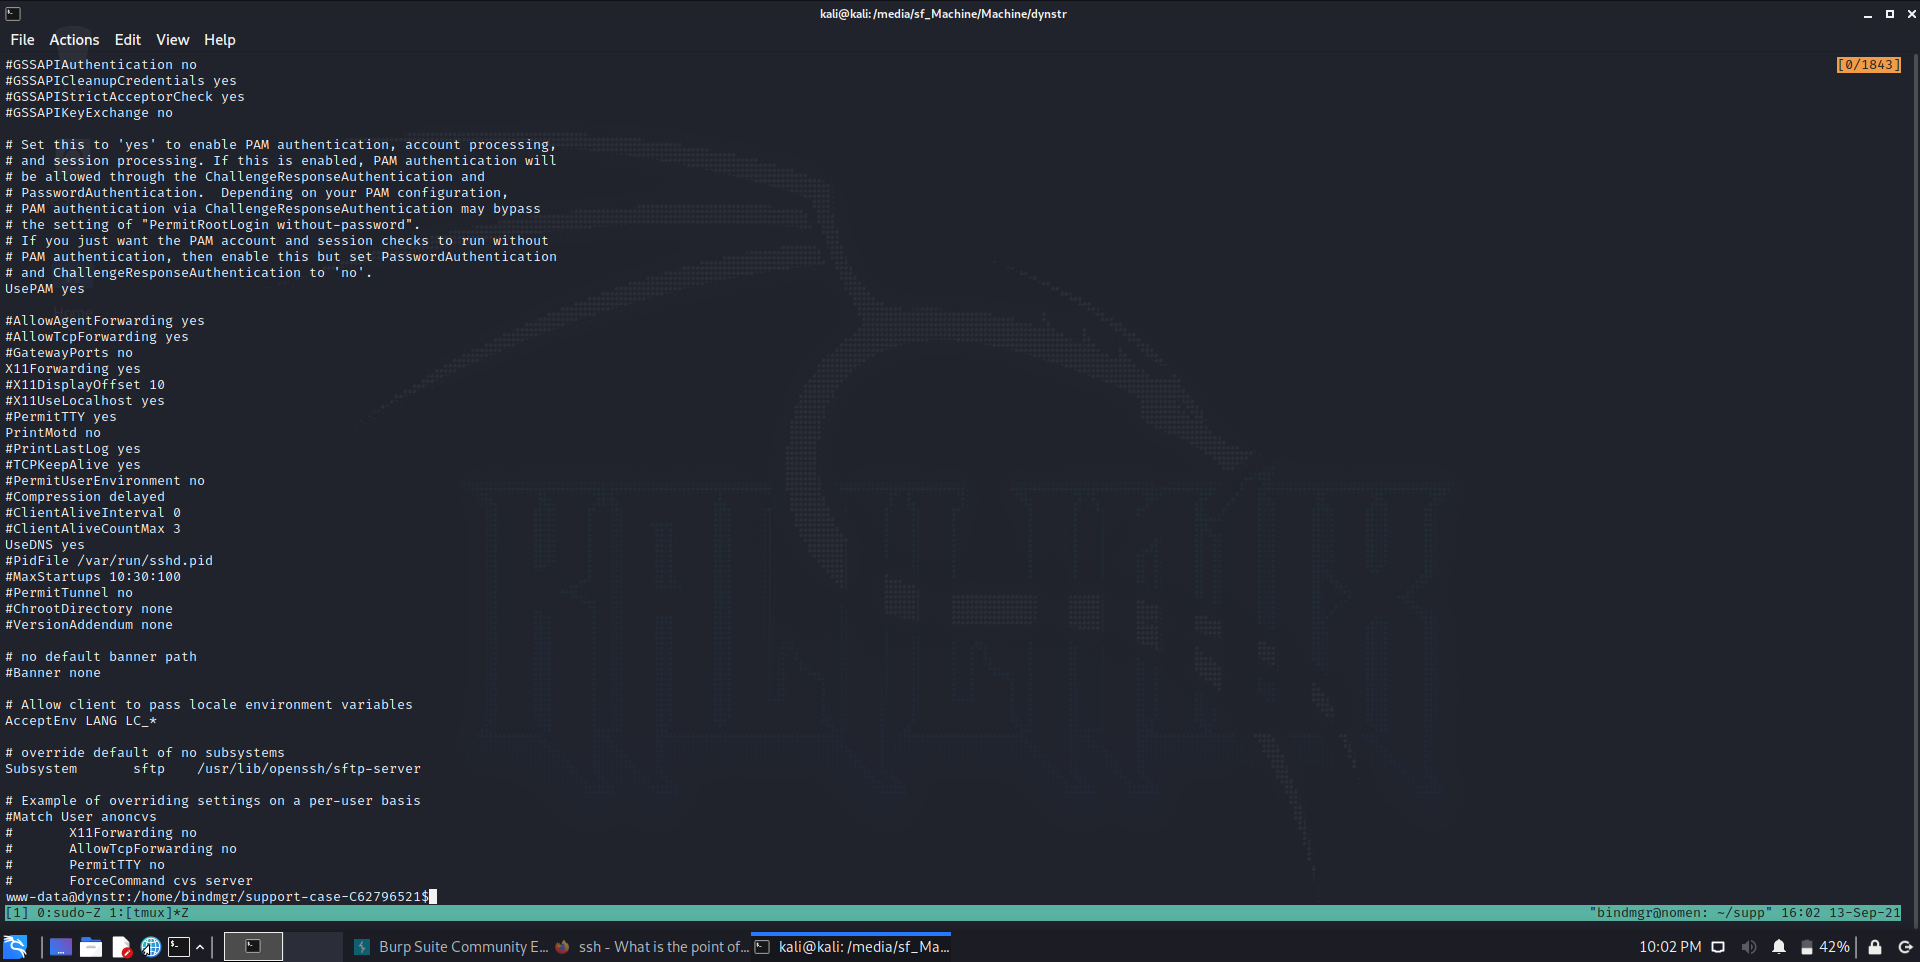 kali@kali: /media/sf_Machine/Machine/dynstr
File Actions Edit View Help
#GSSAPIAuthentication no
[0/1843]
#GSSAPICleanupCredentials yes
#GSSAPIStrictAcceptorCheck yes
#GSSAPIKeyExchange no
# Set this to 'yes' to enable PAM authentication, account processing,
# and session processing. If this is enabled, PAM authentication will
# be allowed through the ChallengeResponseAuthentication and
# PasswordAuthentication.  Depending on your PAM configuration,
# PAM authentication via ChallengeResponseAuthentication may bypass
# the setting of "PermitRootLogin without-password".
# If you just want the PAM account and session checks to run without
# PAM authentication, then enable this but set PasswordAuthentication
# and ChallengeResponseAuthentication to 'no'.
UsePAM yes
#AllowAgentForwarding yes
#AllowTcpForwarding yes
#GatewayPorts no
X11Forwarding yes
#X11DisplayOffset 10
#X11UseLocalhost yes
#PermitTTY yes
PrintMotd no
#PrintLastLog yes
#TCPKeepAlive yes
#PermitUserEnvironment no
#Compression delayed
#ClientAliveInterval 0
#ClientAliveCountMax 3
UseDNS yes
#PidFile /var/run/sshd.pid
#MaxStartups 10:30:100
#PermitTunnel no
#ChrootDirectory none
#VersionAddendum none
# no default banner path
#Banner none
# Allow client to pass locale environment variables
AcceptEnv LANG LC_*
# override default of no subsystems
Subsystem       sftp    /usr/lib/openssh/sftp-server
# Example of overriding settings on a per-user basis
#Match User anoncvs
#       X11Forwarding no
#       AllowTcpForwarding no
#       PermitTTY no
#       ForceCommand cvs server
www-data@dynstr:/home/bindmgr/support-case-C62796521$
[1] 0:sudo-Z 1:[tmux]*Z
"bindmgr@nomen: ~/supp" 16:02 13-Sep-21
Burp Suite Community E... ssh - What is the point of... kali@kali: /media/sf_Ma...
10:02 PM 42%